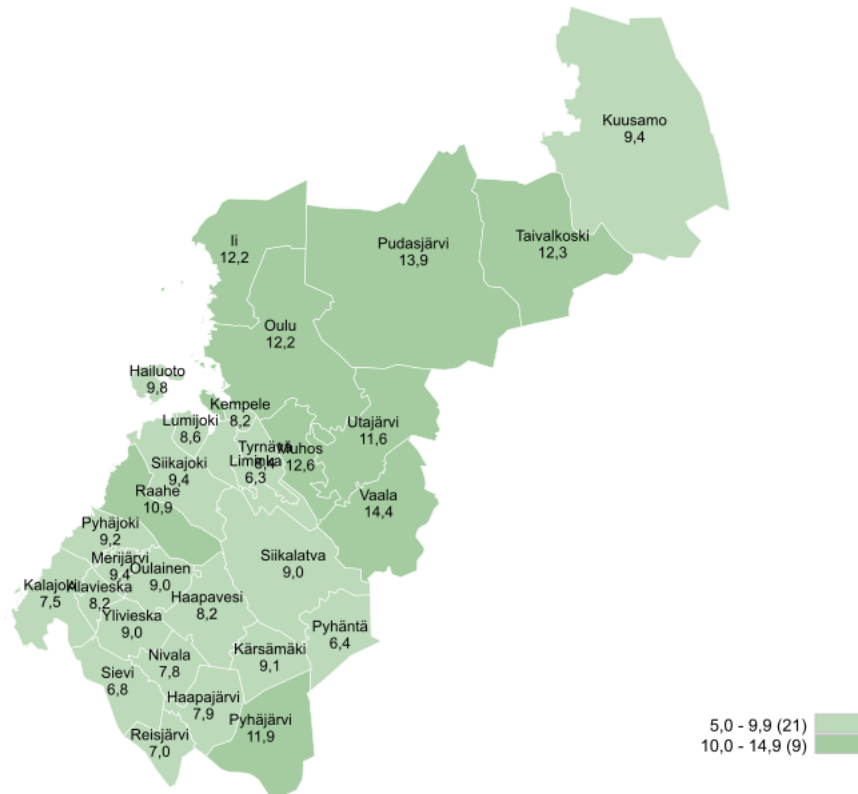 Kuusamo
9,4
Taivalkoski
12,3
Pudasjärvi
13,9
Ii
12,2
Oulu
12,2
Hailuoto
9,8
Kempele
8,2
Lumijoki
8,6
Utajärvi
11,6
Tyrnävä
8,4
Muhos
12,6
Liminka
6,3
Siikajoki
9,4
Raahe
10,9
Vaala
14,4
Pyhäjoki
9,2
Siikalatva
9,0
Merijärvi
9,4
Oulainen
9,0
Kalajoki
7,5
Alavieska
8,2
Haapavesi
8,2
Ylivieska
9,0
Pyhäntä
6,4
Kärsämäki
9,1
Nivala
7,8
Sievi
6,8
Haapajärvi
7,9
Pyhäjärvi
11,9
Reisjärvi
7,0
5,0 - 9,9 (21)
10,0 - 14,9 (9)